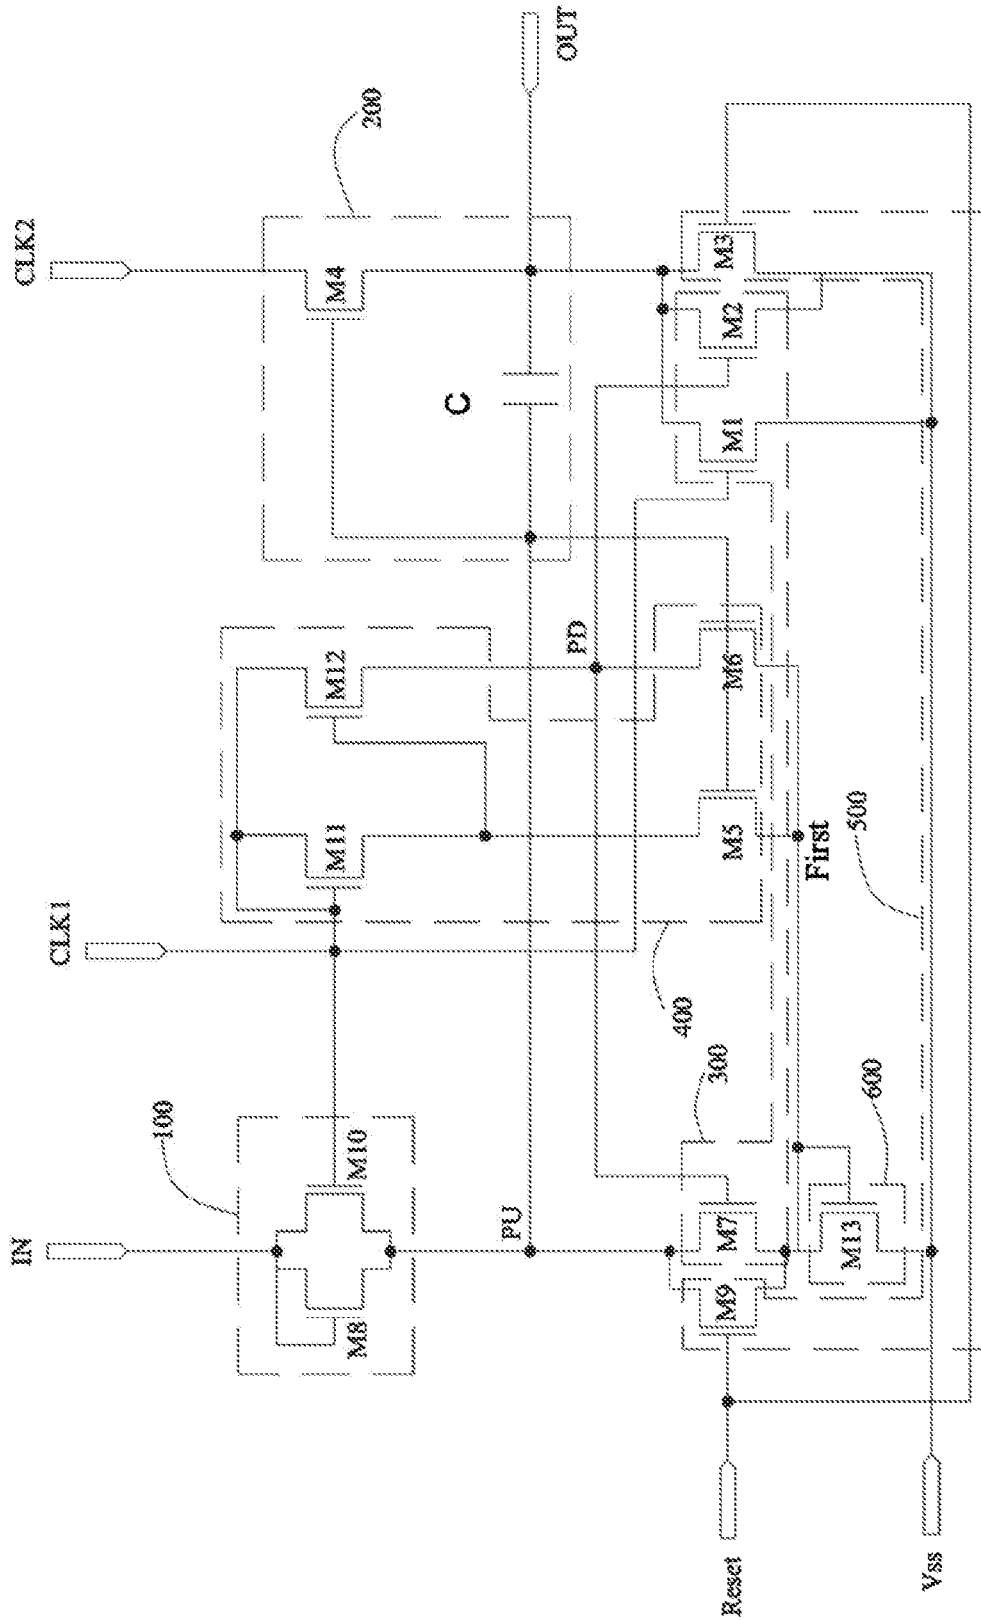 IN
CLK1
CLK2
100
200
M8
M10
M11
M12
M4
C
OUT
PU
PD
300
400
M9
M7
M5
M6
M1
M2
M3
First
M13
600
500
Reset
Vss